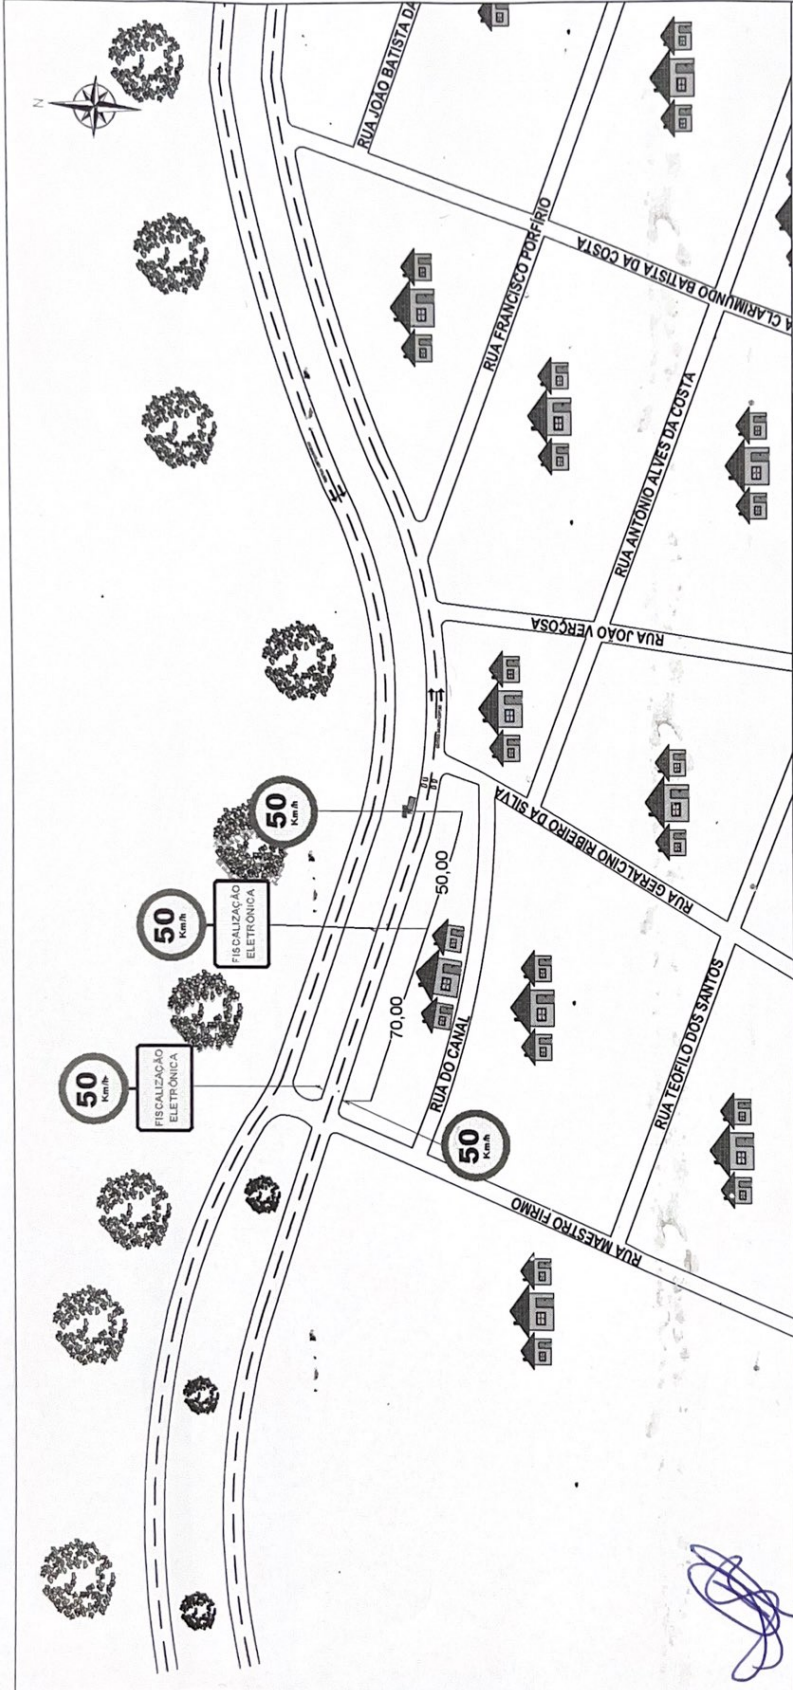 N
RUA JOÃO BATISTA DA
RUA FRANCISCO PORFÍRIO
A CLARIMUNDO BATISTA DA COSTA
RUA ANTONIO ALVES DA COSTA
RUA JOÃO VERÇOSA
RUA GERALCINO RIBEIRO DA SILVA
50
Km/h
50
Km/h
FISCALIZAÇÃO
ELETRÔNICA
50,00
50
Km/h
FISCALIZAÇÃO
ELETRÔNICA
70,00
RUA DO CANAL
50
Km/h
RUA TEOFILO DOS SANTOS
RUA MAESTRO FIRMO